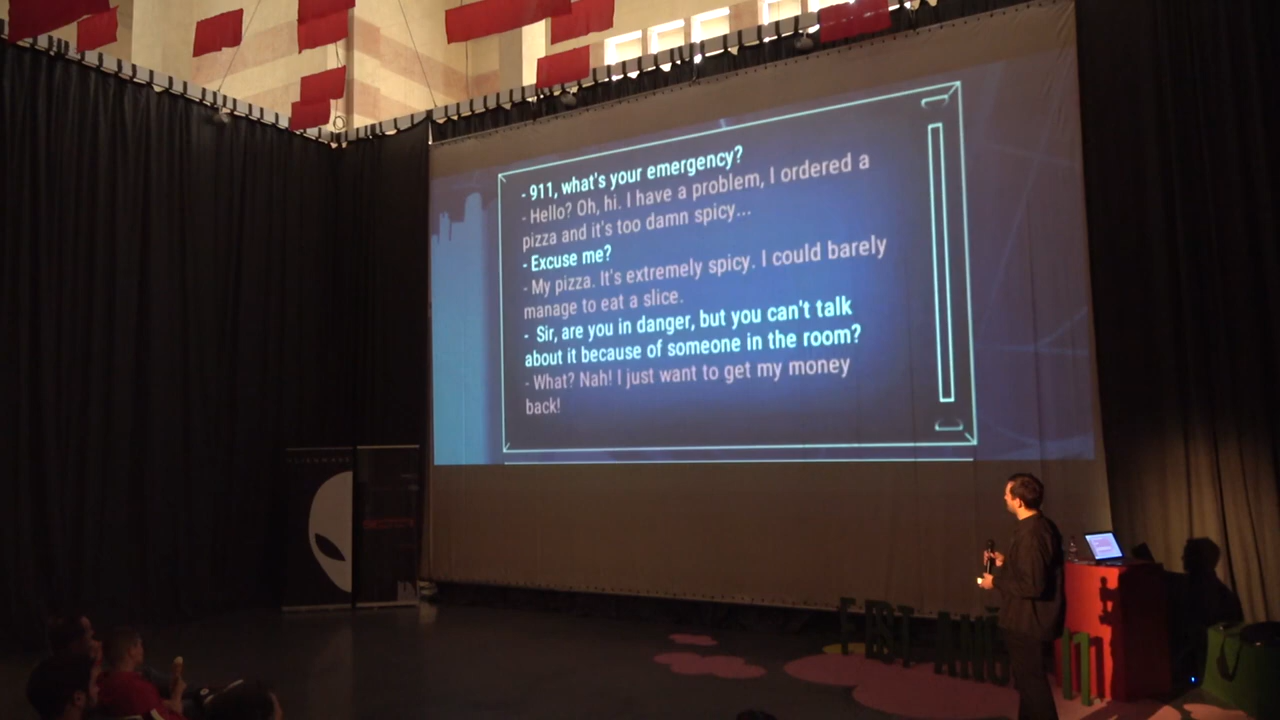 - 911, what's your emergency?
- Hello? Oh, hi. I have a problem, I ordered a
pizza and it's too damn spicy...
- Excuse me?
- My pizza. It's extremely spicy. I could barely
manage to eat a slice.
- Sir, are you in danger, but you can't talk
about it because of someone in the room?
- What? Nah! I just want to get my money
back!
ALIENWARE